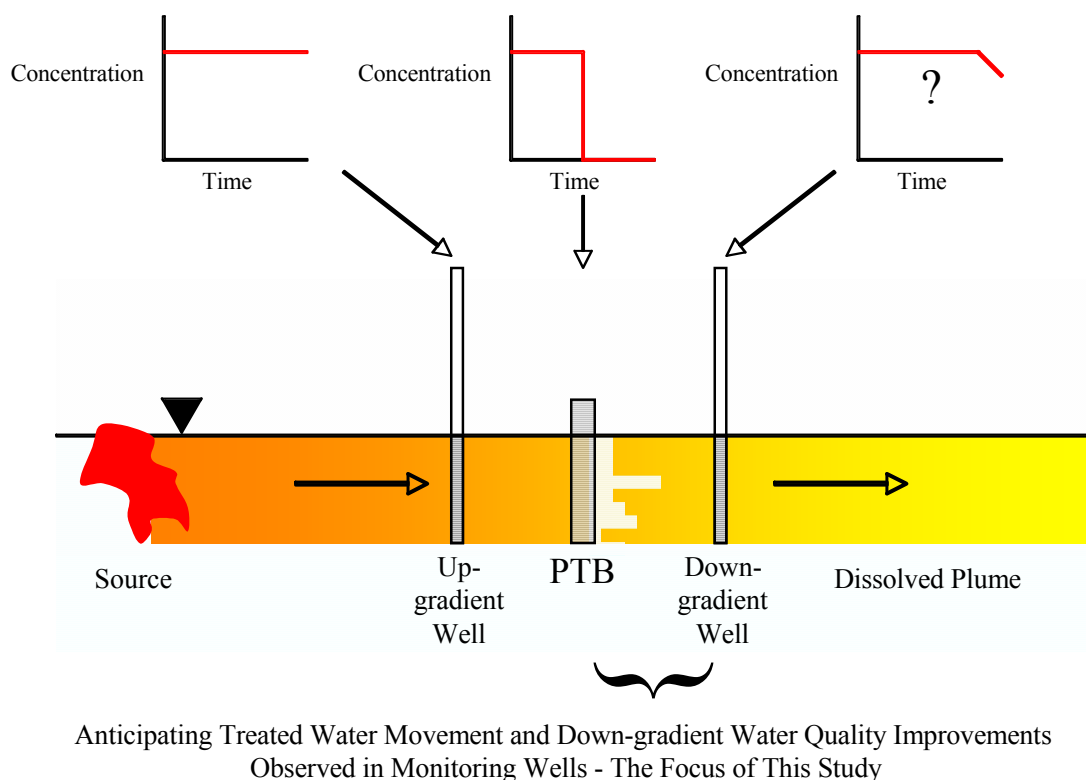 Concentration
Time
Concentration
Time
Concentration
?
Time
Source
Up-
gradient
Well
PTB
Down-
gradient
Well
Dissolved Plume
Anticipating Treated Water Movement and Down-gradient Water Quality Improvements
Observed in Monitoring Wells - The Focus of This Study